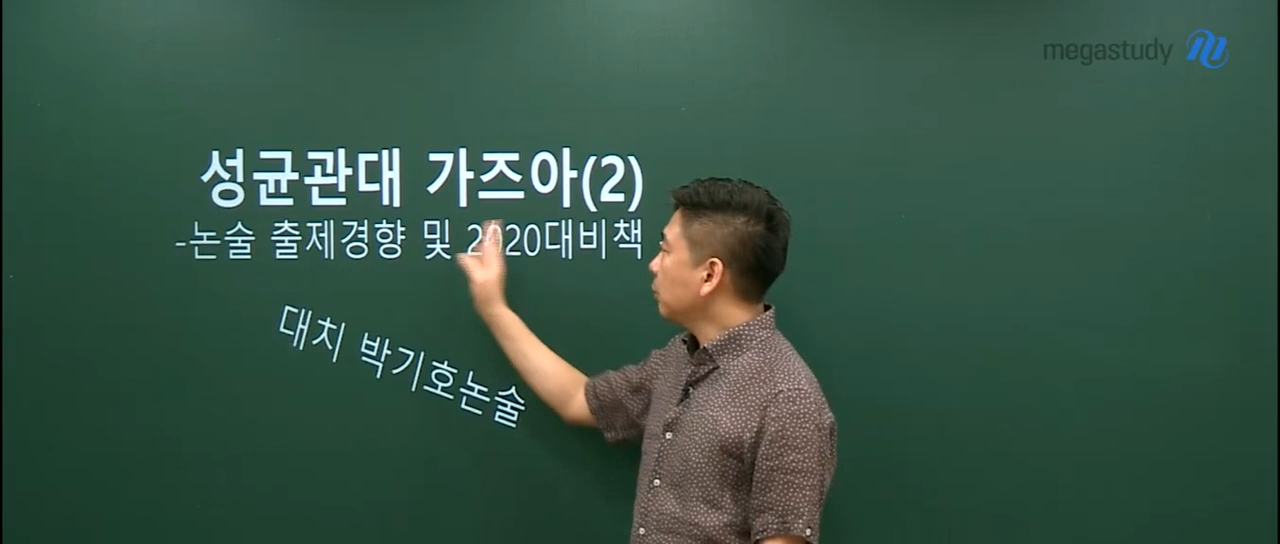 megastudy
성균관대 가즈아(2)
-논술 출제경향 및 2020대비책
대치 박기호논술